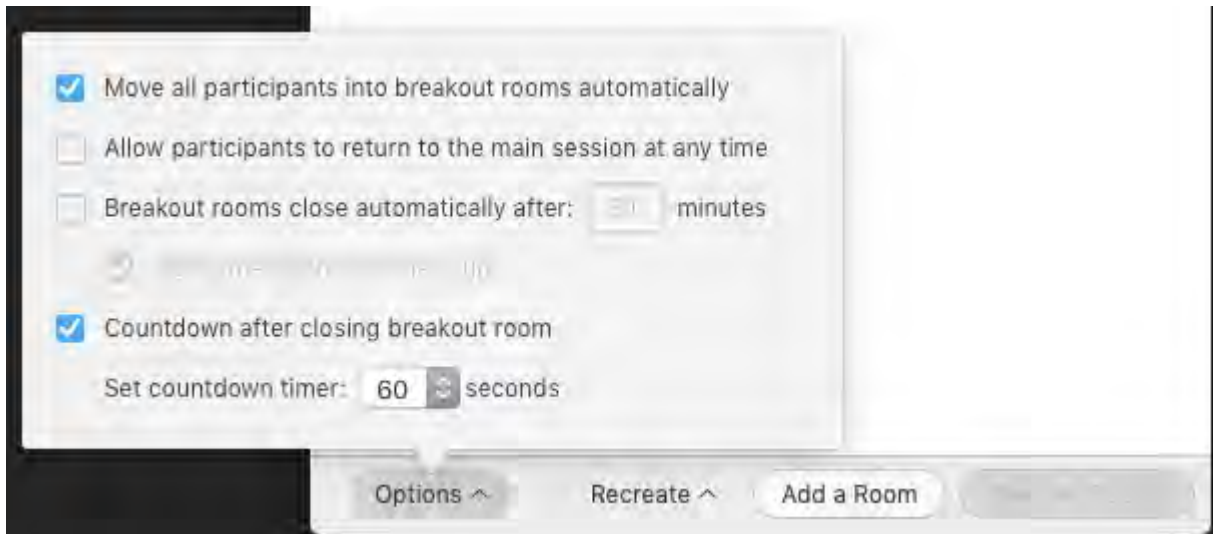 Move all participants into breakout rooms automatically
Allow participants to return to the main session at any time
Breakout rooms close automatically after: minutes
Countdown after closing breakout room
Set countdown timer: 60 seconds
Options Recreate Add a Room